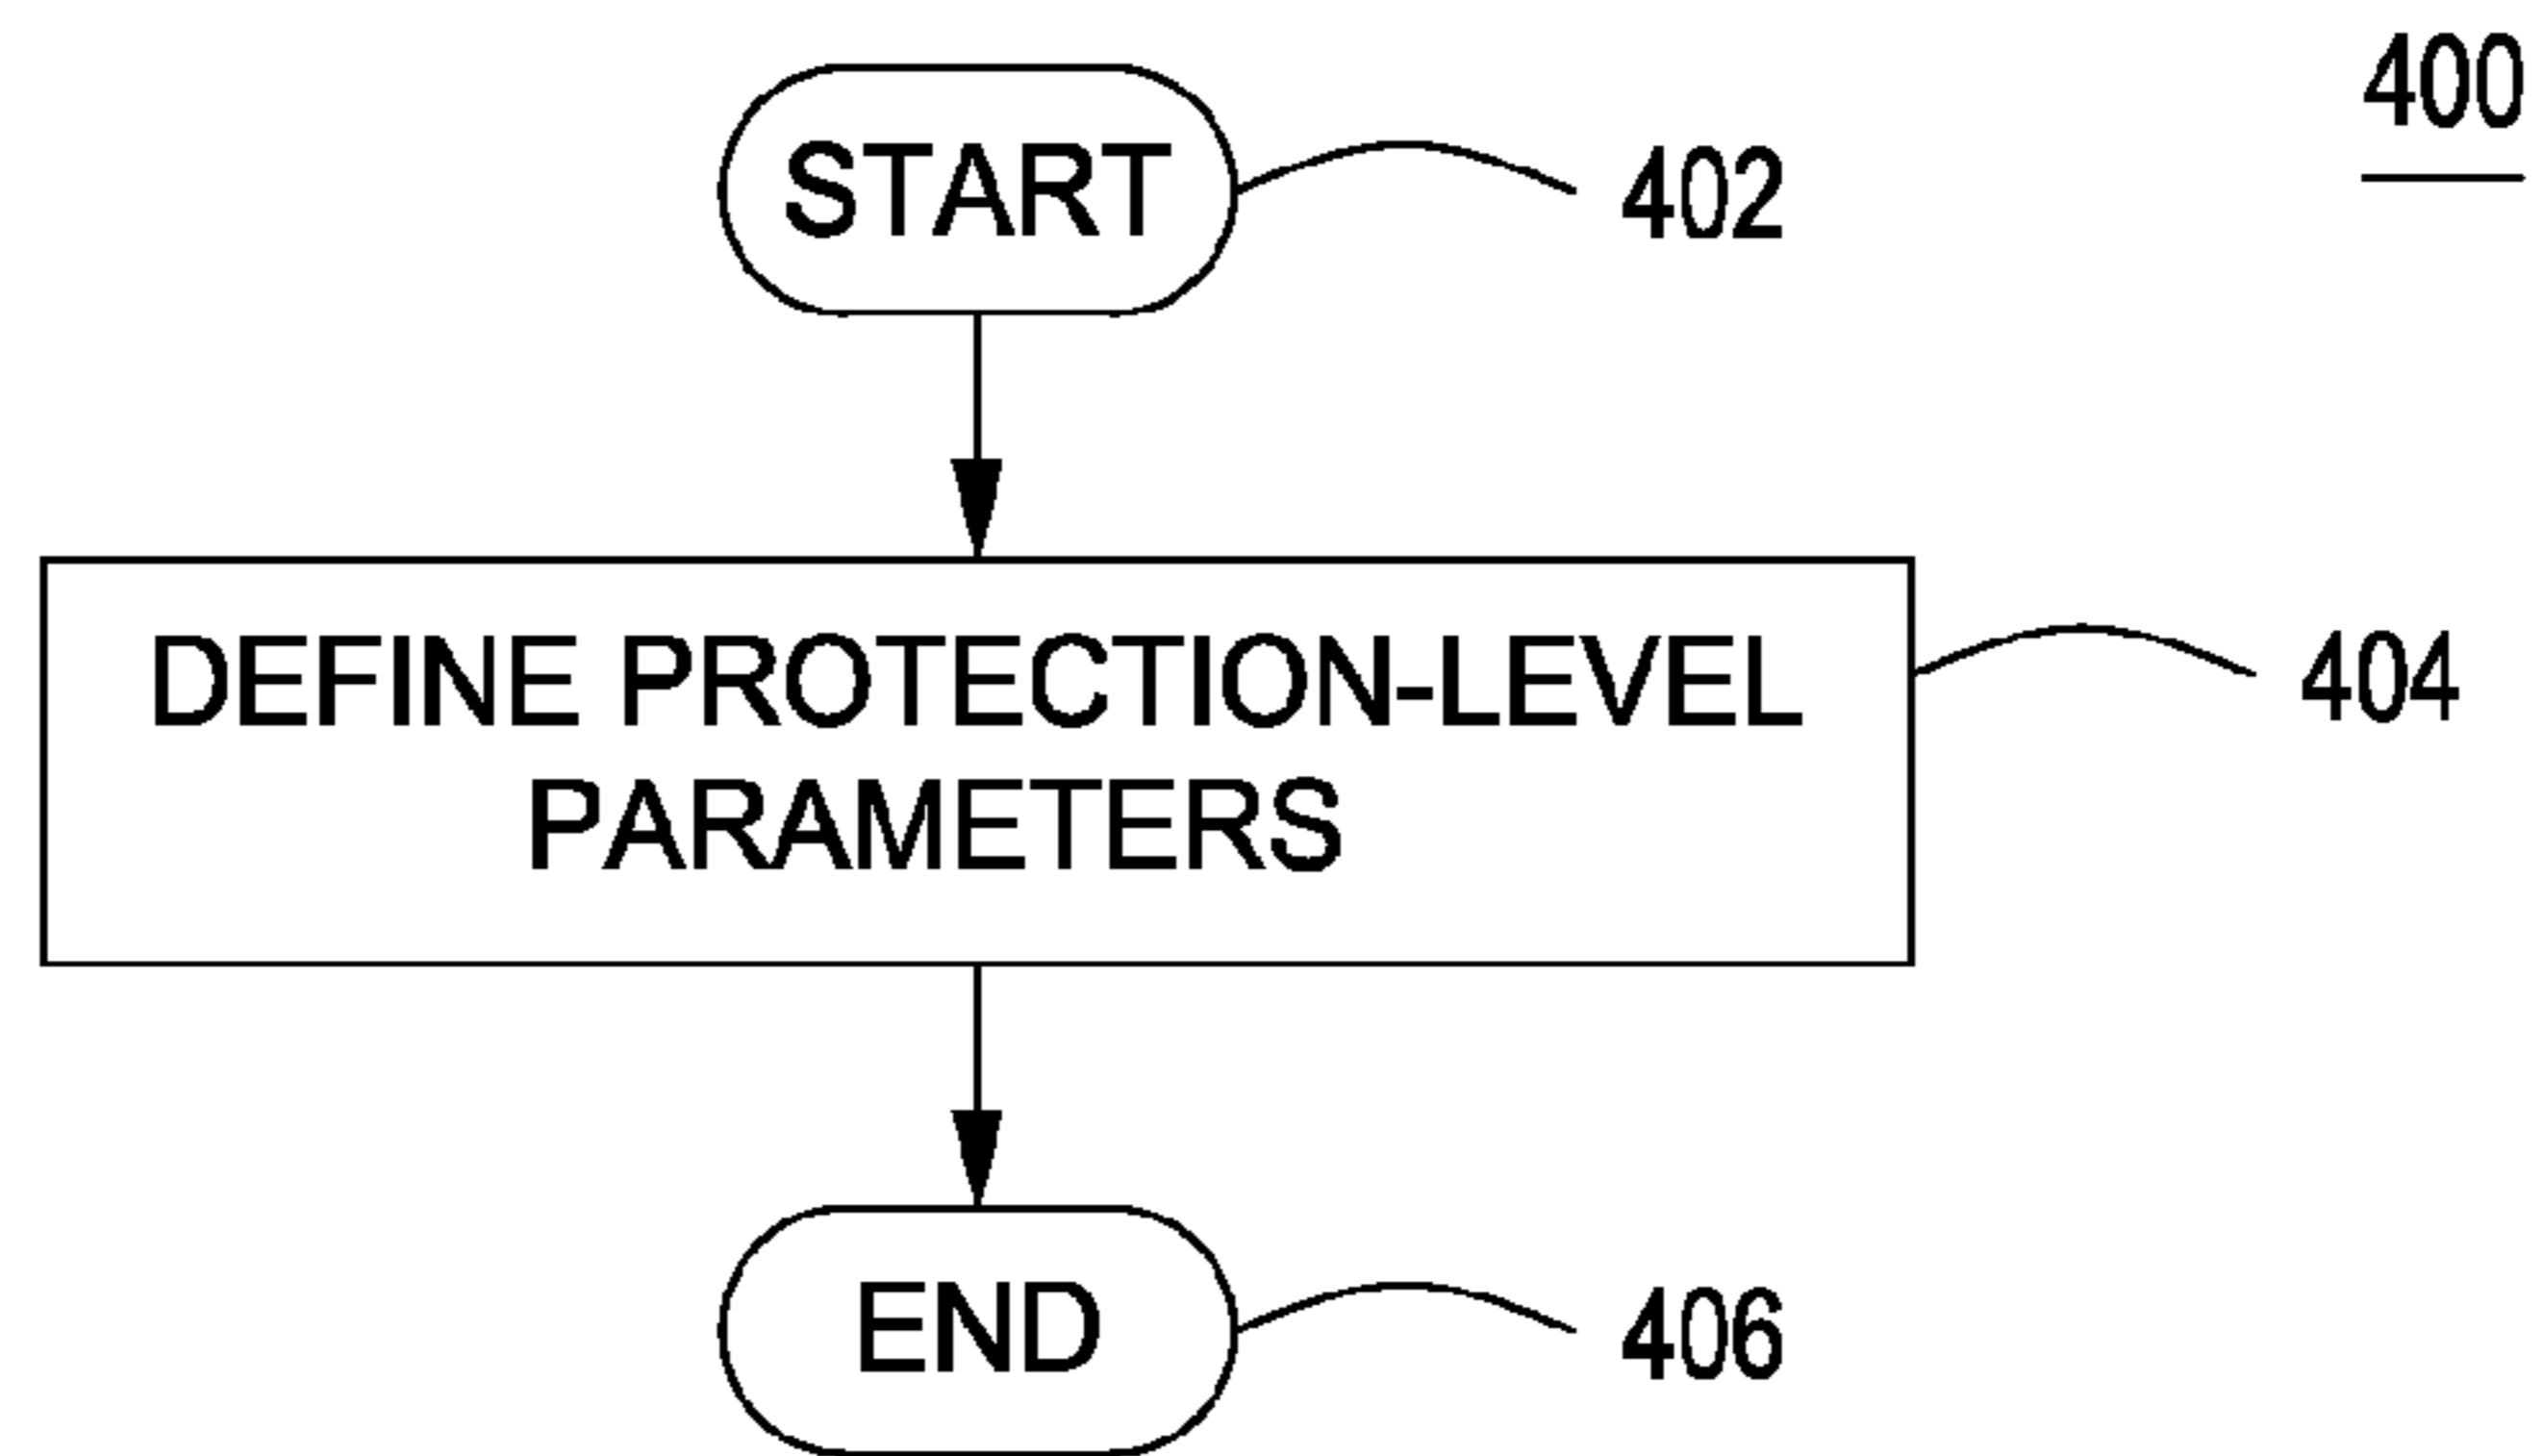 400
START
402
DEFINE PROTECTION-LEVEL
PARAMETERS
404
END
406